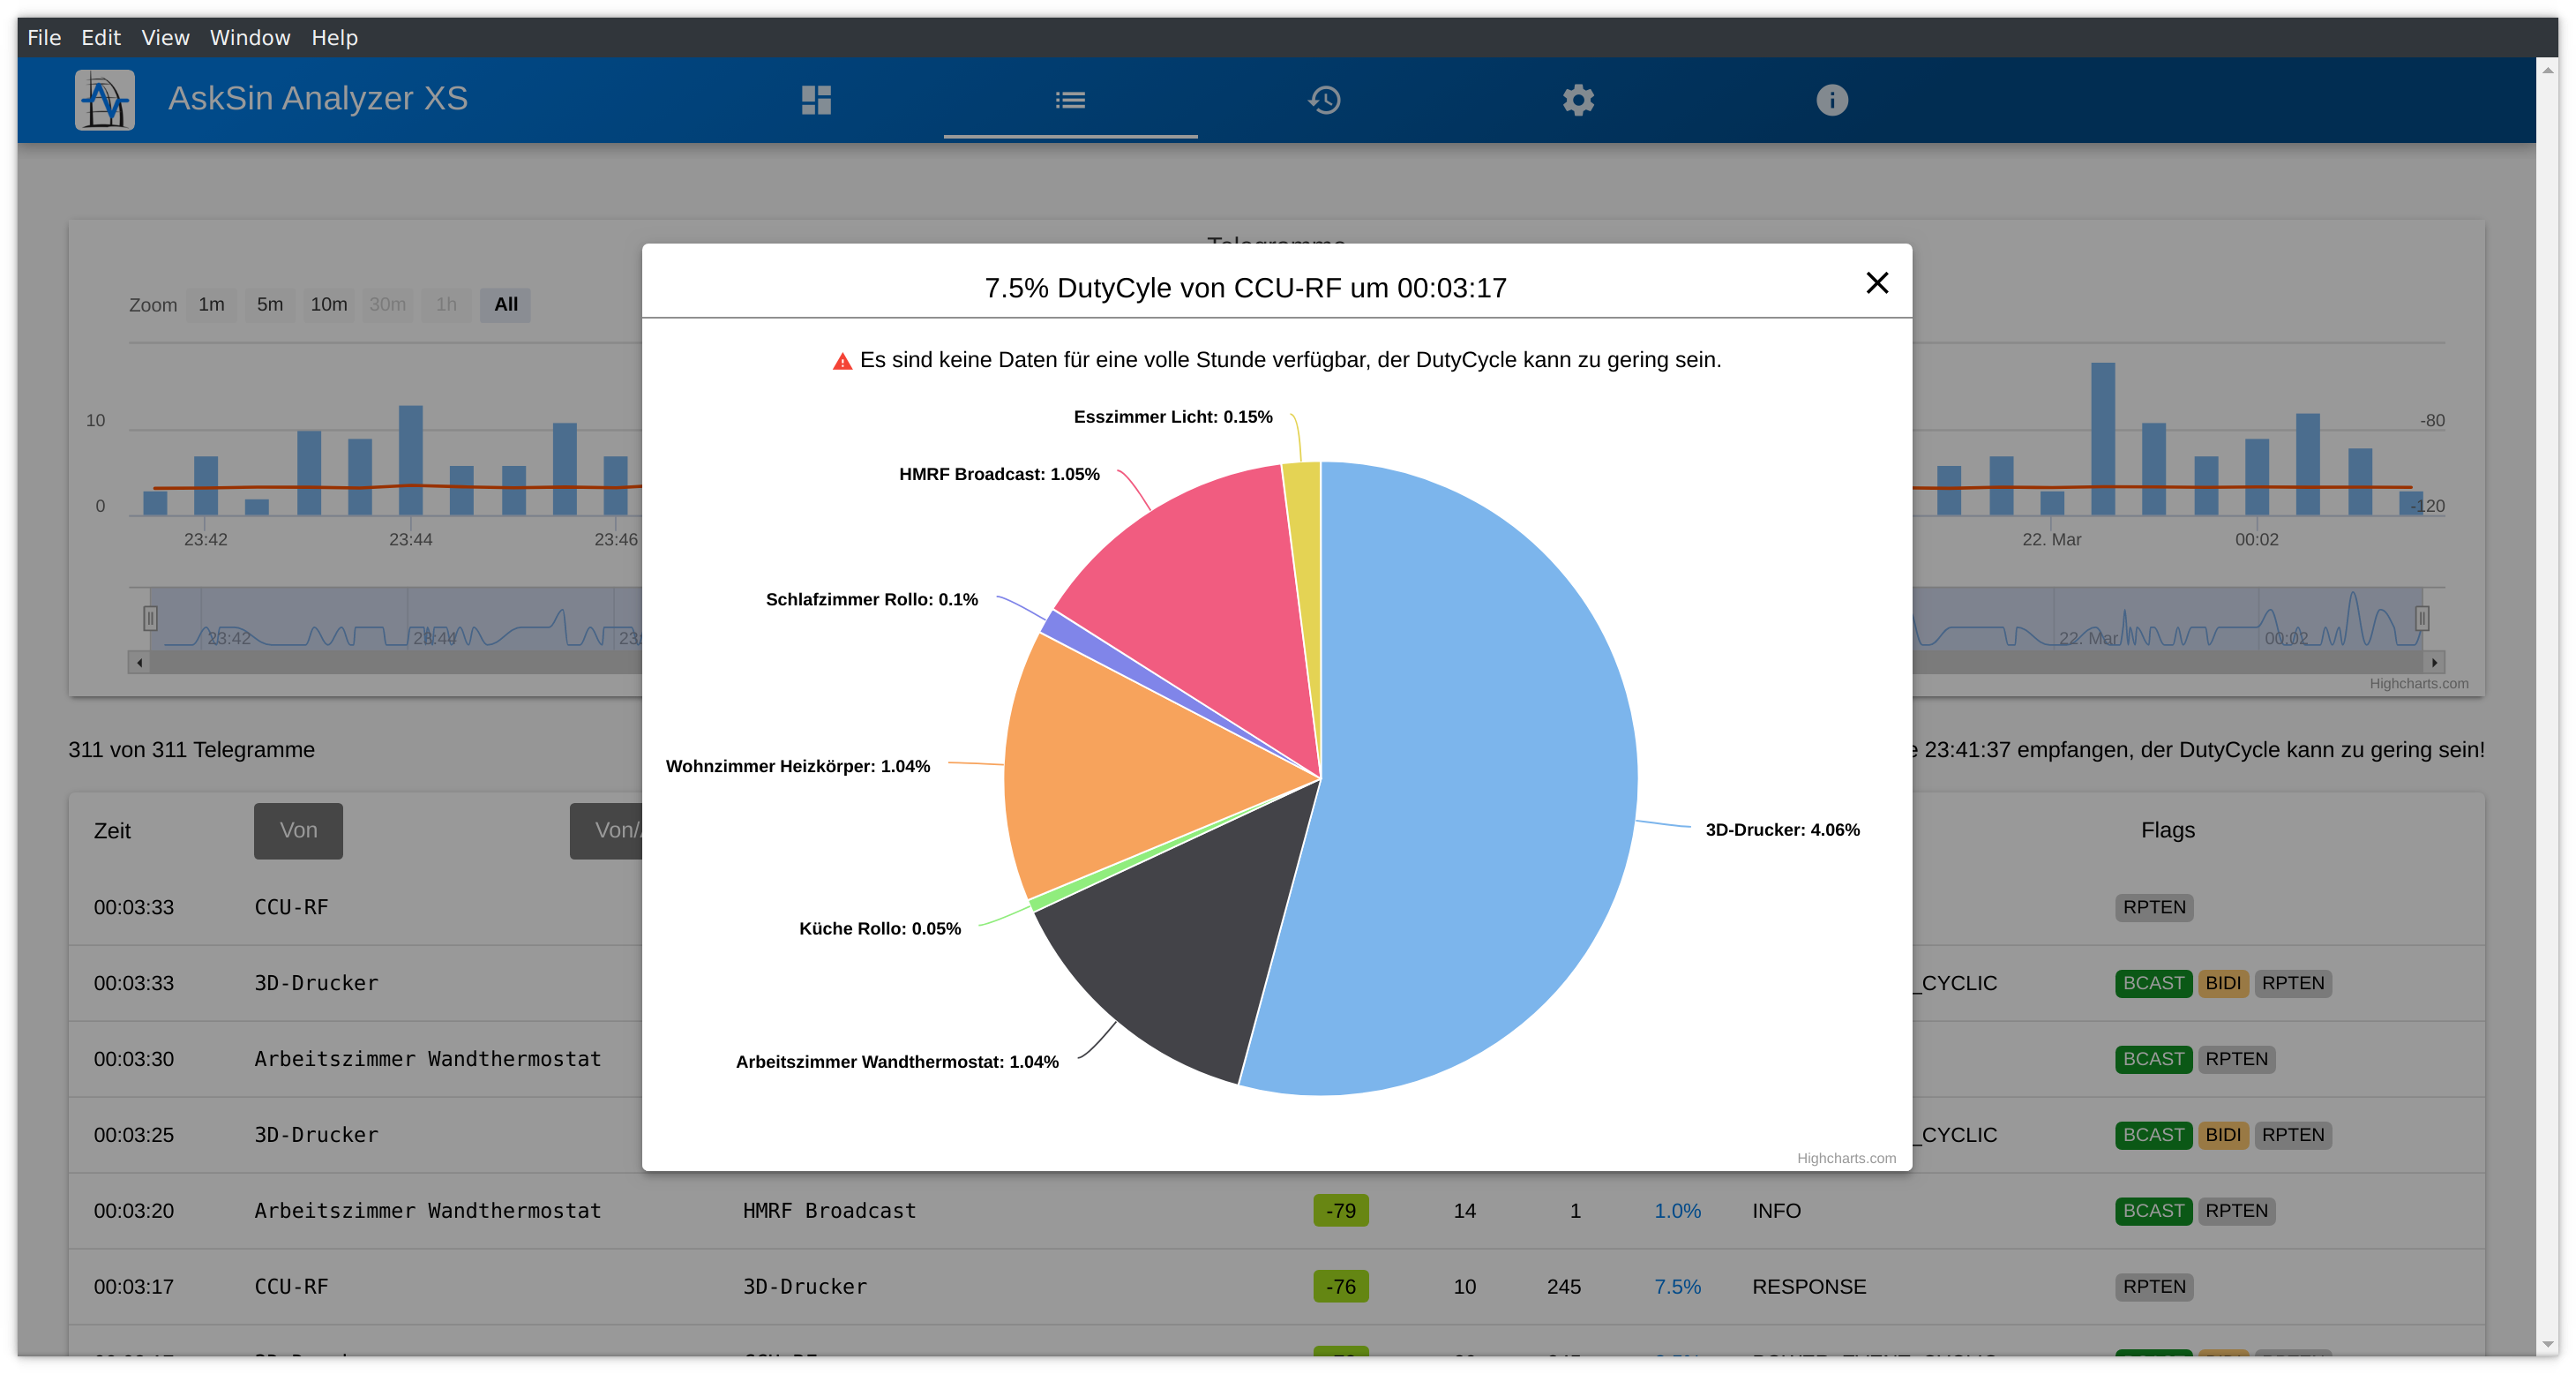 File Edit View Window Help
AskSin Analyzer XS
7.5% DutyCyle von CCU-RF um 00:03:17
Es sind keine Daten für eine volle Stunde verfügbar, der DutyCycle kann zu gering sein.
Zoom 1m 5m 10m 30m 1h All
10
0
23:42 23:44 23:46
23:42 23:44
-80
-120
22. Mar 00:02
22. Mar 00:02
Highcharts.com
Esszimmer Licht: 0.15%
HMRF Broadcast: 1.05%
Schlafzimmer Rollo: 0.1%
Wohnzimmer Heizkörper: 1.04%
3D-Drucker: 4.06%
Küche Rollo: 0.05%
Arbeitszimmer Wandthermostat: 1.04%
Highcharts.com
311 von 311 Telegramme
23:41:37 empfangen, der DutyCycle kann zu gering sein!
Zeit Von Von/ Flags
00:03:33 CCU-RF RPTEN
00:03:33 3D-Drucker _CYCLIC BCAST BIDI RPTEN
00:03:30 Arbeitszimmer Wandthermostat BCAST RPTEN
00:03:25 3D-Drucker _CYCLIC BCAST BIDI RPTEN
00:03:20 Arbeitszimmer Wandthermostat HMRF Broadcast -79 14 1 1.0% INFO BCAST RPTEN
00:03:17 CCU-RF 3D-Drucker -76 10 245 7.5% RESPONSE RPTEN